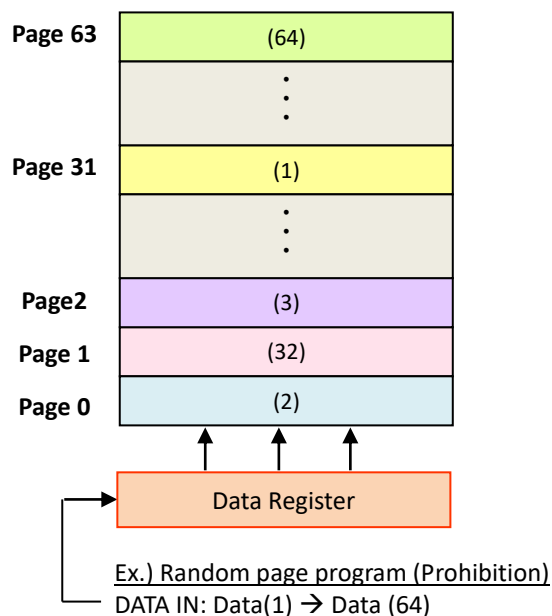 Page 63
(64)
Page 31
(1)
Page2
(3)
Page 1
(32)
Page 0
(2)
Data Register
Ex.) Random page program (Prohibition)
DATA IN: Data(1) → Data (64)